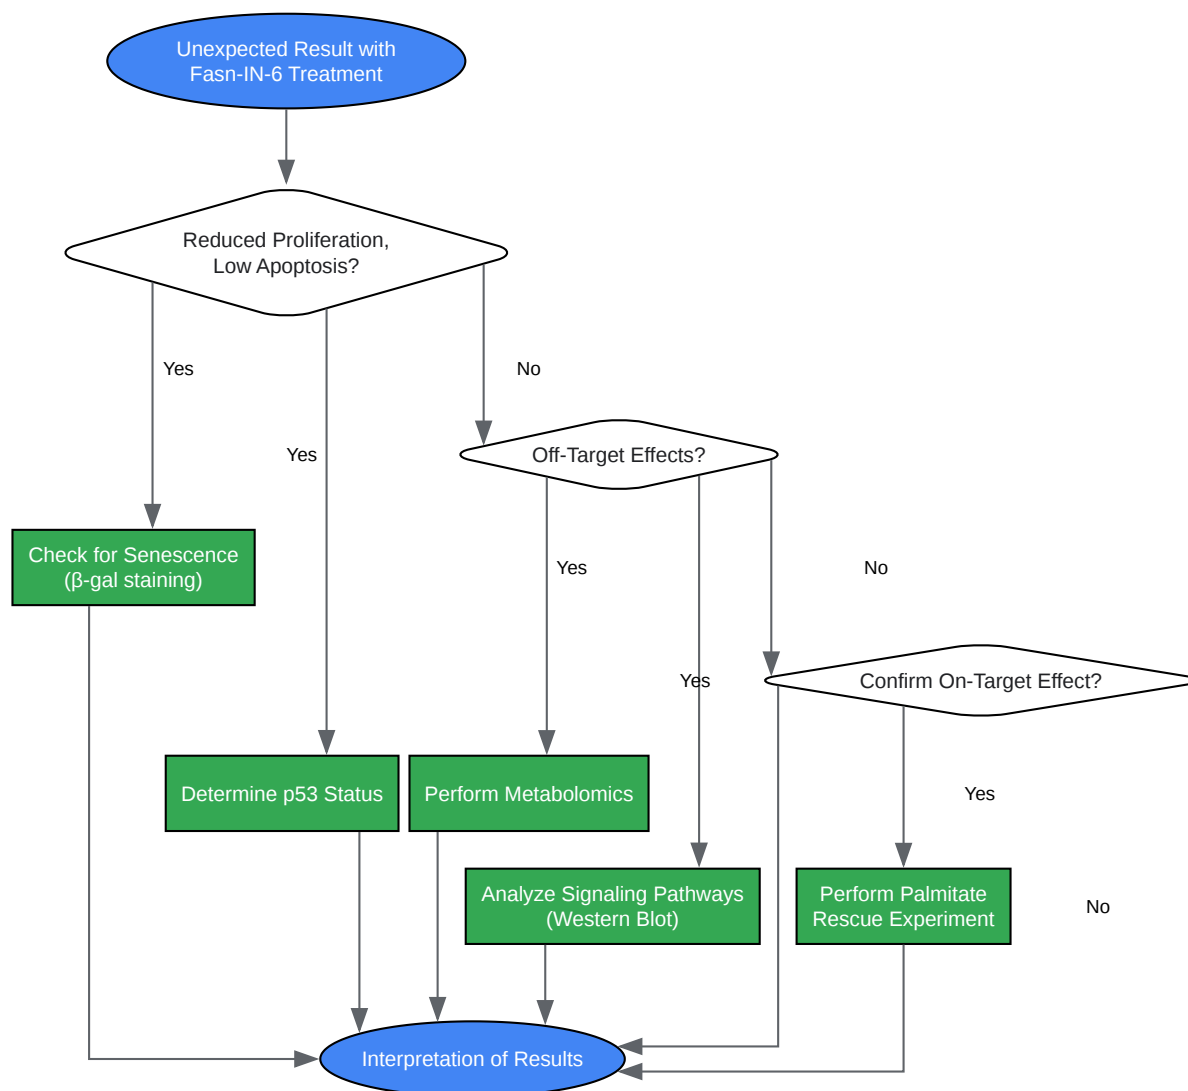 Unexpected Result with
Fasn-IN-6 Treatment
Reduced Proliferation,
Low Apoptosis?
Yes
No
Yes
Off-Target Effects?
Check for Senescence
(β-gal staining)
Yes
No
Yes
Confirm On-Target Effect?
Determine p53 Status
Perform Metabolomics
Yes
Analyze Signaling Pathways
(Western Blot)
Perform Palmitate
Rescue Experiment
No
Interpretation of Results